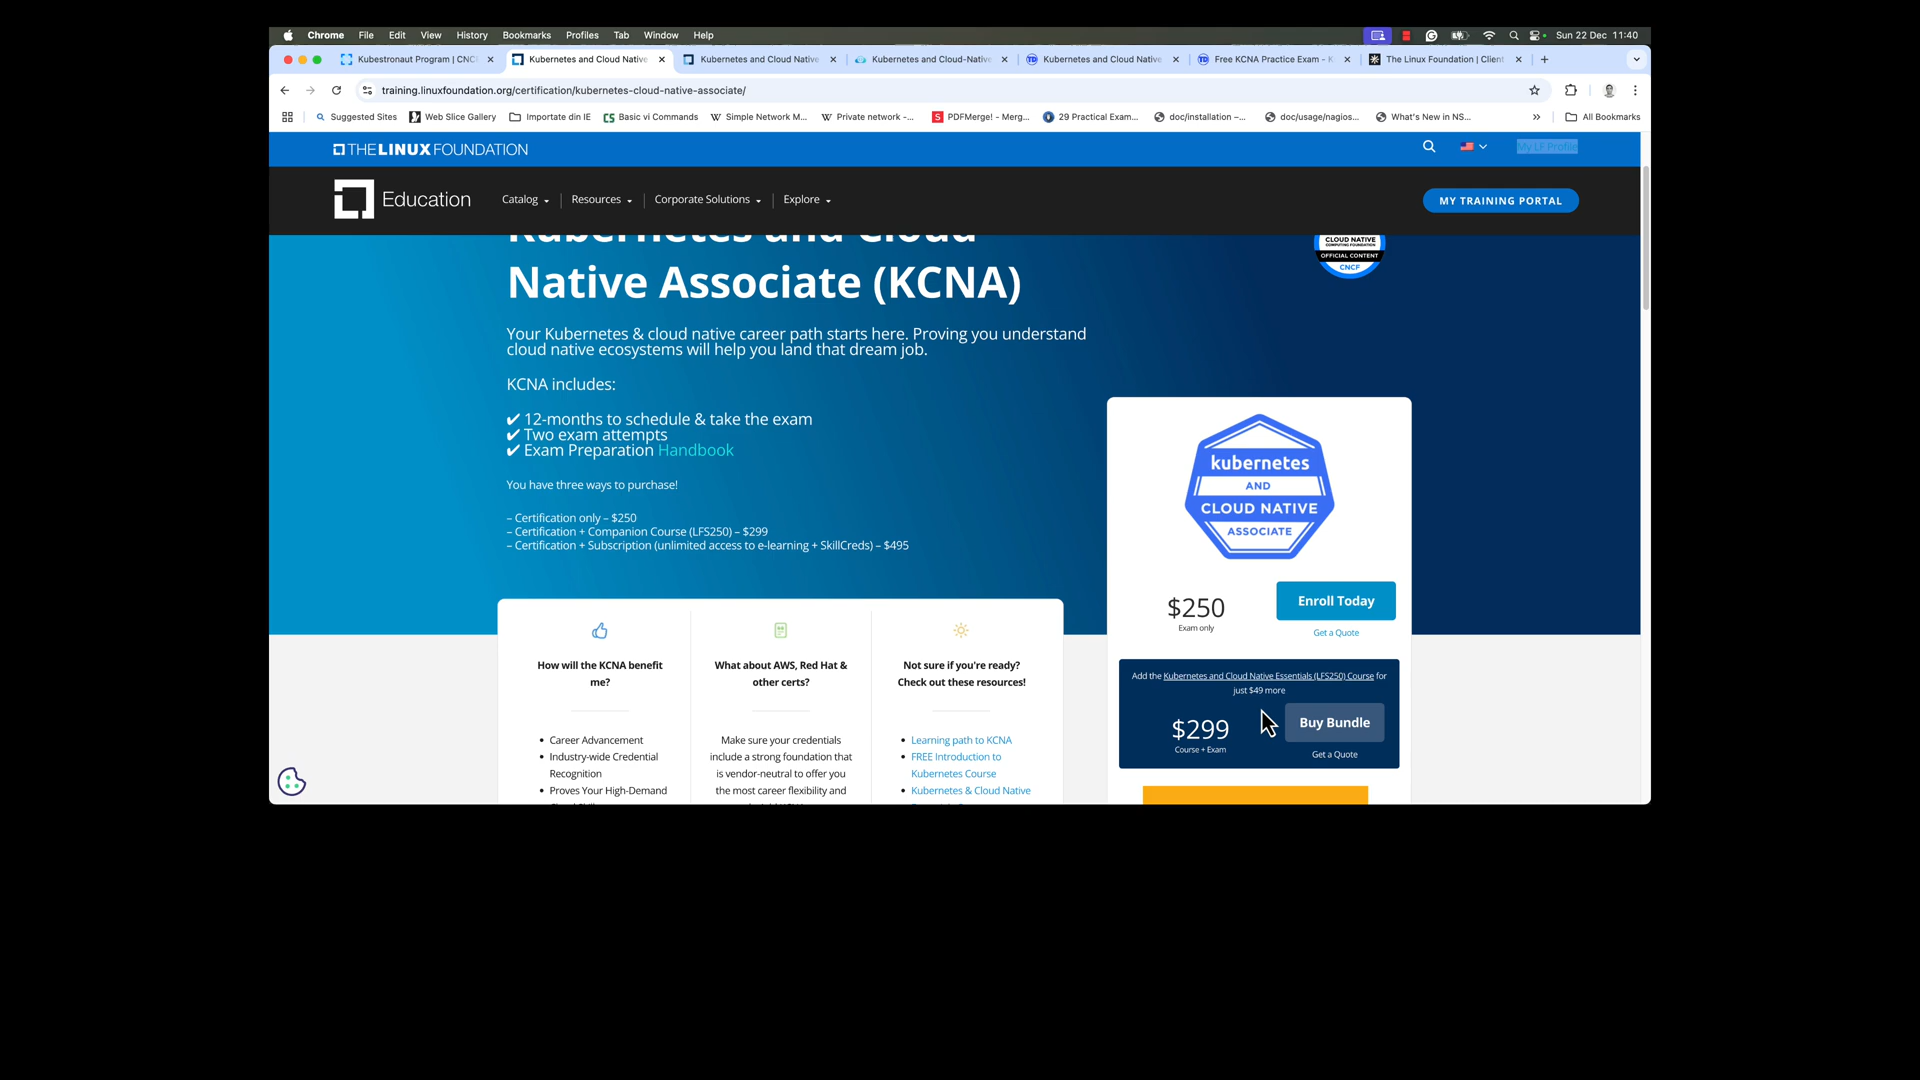 Chrome File Edit View History Bookmarks Profiles Tab Window Help Sun 22 Dec 11:40
Kubestronaut Program | CNC Kubernetes and Cloud Native Kubernetes and Cloud Native Kubernetes and Cloud-Native Kubernetes and Cloud Native Free KCNA Practice Exam - K The Linux Foundation | Client
training.linuxfoundation.org/certification/kubernetes-cloud-native-associate/
Suggested Sites Web Slice Gallery Importate din IE Basic vi Commands Simple Network M... Private network -... PDFMerge! - Merg... 29 Practical Exam... doc/installation –... doc/usage/nagios... What's New in NS... » All Bookmarks
THE LINUX FOUNDATION My LF Profile
Education Catalog Resources Corporate Solutions Explore MY TRAINING PORTAL
Kubernetes and Cloud
Native Associate (KCNA)
CLOUD NATIVE
COMPUTING FOUNDATION
OFFICIAL CONTENT
CNCF
Your Kubernetes & cloud native career path starts here. Proving you understand
cloud native ecosystems will help you land that dream job.
KCNA includes:
✔ 12-months to schedule & take the exam
✔ Two exam attempts
✔ Exam Preparation Handbook
You have three ways to purchase!
– Certification only – $250
– Certification + Companion Course (LFS250) – $299
– Certification + Subscription (unlimited access to e-learning + SkillCreds) – $495
kubernetes
AND
CLOUD NATIVE
ASSOCIATE
$250
Exam only
Enroll Today
Get a Quote
Add the Kubernetes and Cloud Native Essentials (LFS250) Course for
just $49 more
$299
Course + Exam
Buy Bundle
Get a Quote
How will the KCNA benefit
me?
• Career Advancement
• Industry-wide Credential
Recognition
• Proves Your High-Demand
What about AWS, Red Hat &
other certs?
Make sure your credentials
include a strong foundation that
is vendor-neutral to offer you
the most career flexibility and
Not sure if you're ready?
Check out these resources!
• Learning path to KCNA
• FREE Introduction to
Kubernetes Course
• Kubernetes & Cloud Native